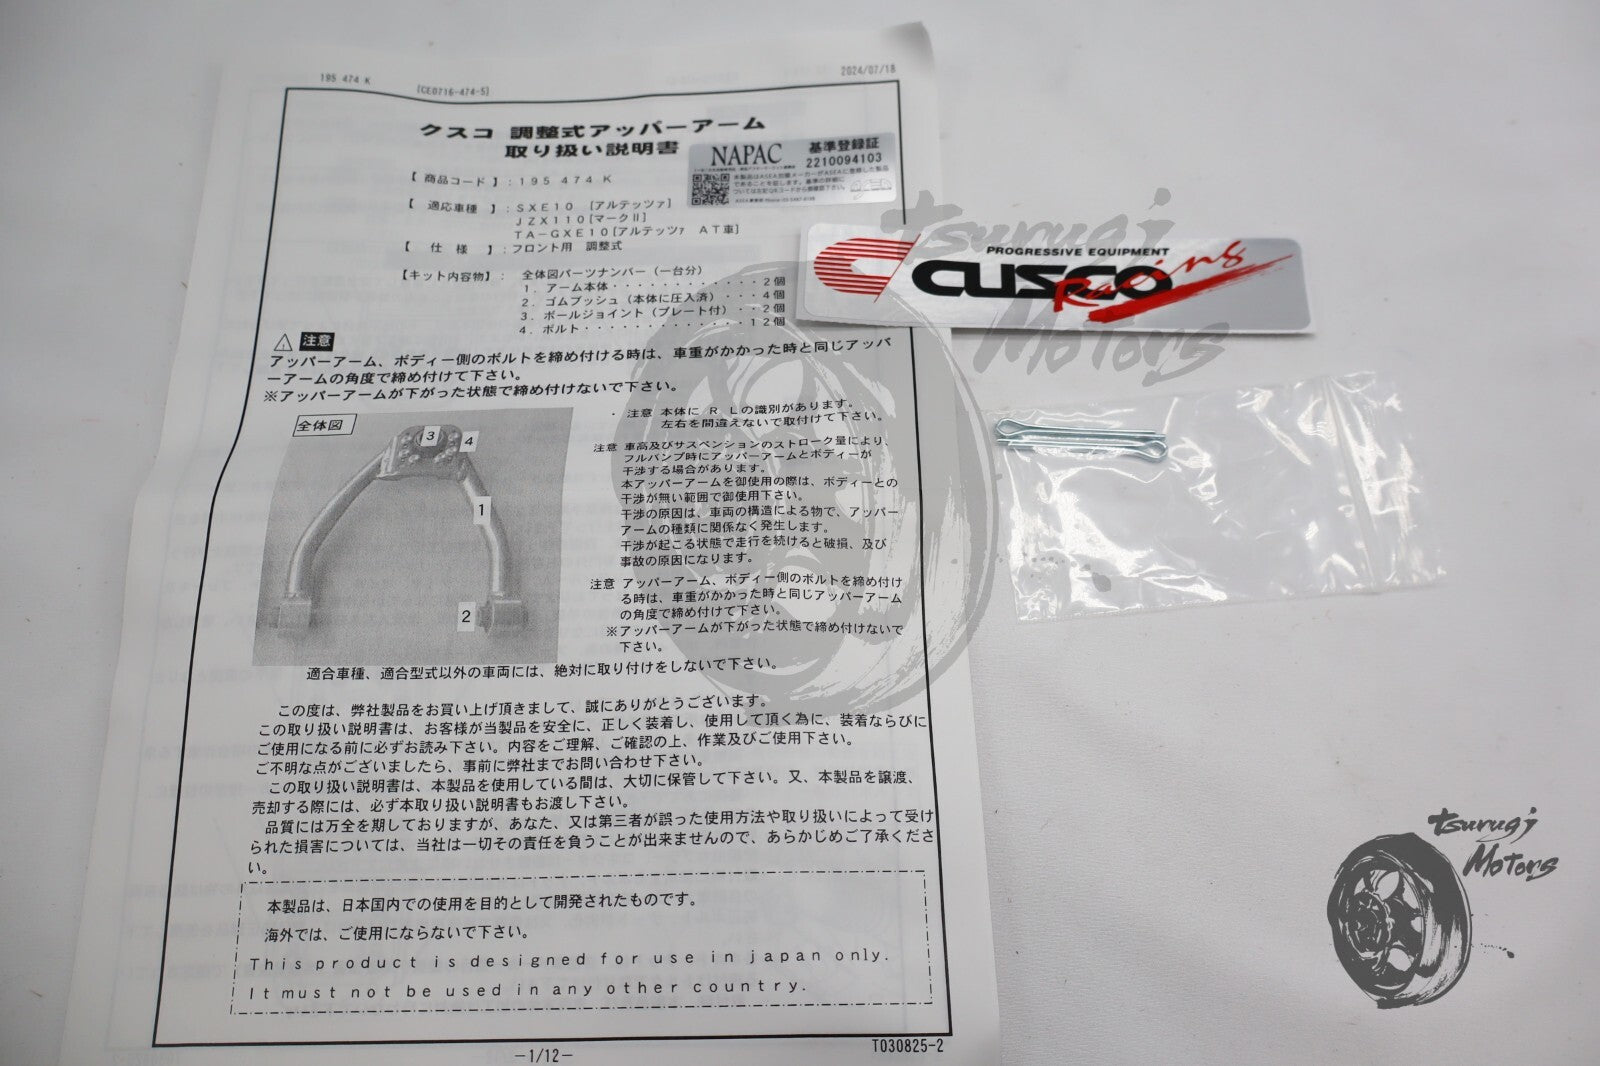 195 474 K
[CE0716-474-5]
2024/07/18
クスコ 調整式アッパーアーム
取り扱い説明書
NAPAC
基準登録証
2210094103
【 商品コード 】：１９５ ４７４ Ｋ
【 適応車種 】：ＳＸＥ１０ [アルテッツァ]
ＪＺＸ１１０[マークⅡ]
ＴＡ－ＧＸＥ１０[アルテッツァ ＡＴ車]
【 仕 様 】：フロント用 調整式
【キット内容物】： 全体図パーツナンバー（一台分）
１．アーム本体・・・・・・・・・・・・２個
２．ゴムブッシュ（本体に圧入済）・・・４個
３．ボールジョイント（プレート付）・・２個
４．ボルト・・・・・・・・・・・・・１２個
注意
アッパーアーム、ボディー側のボルトを締め付ける時は、車重がかかった時と同じアッパ
ーアームの角度で締め付けて下さい。
※アッパーアームが下がった状態で締め付けないで下さい。
全体図
3
4
1
2
・ 注意 本体に Ｒ Ｌの識別があります。
左右を間違えないで取付けて下さい。
注意 車高及びサスペンションのストローク量により、
フルバンプ時にアッパーアームとボディーが
干渉する場合があります。
本アッパーアームを御使用の際は、ボディーとの
干渉が無い範囲で御使用下さい。
干渉の原因は、車両の構造による物で、アッパー
アームの種類に関係なく発生します。
干渉が起こる状態で走行を続けると破損、及び
事故の原因になります。
注意 アッパーアーム、ボディー側のボルトを締め付け
る時は、車重がかかった時と同じアッパーアーム
の角度で締め付けて下さい。
※アッパーアームが下がった状態で締め付けないで
下さい。
適合車種、適合型式以外の車両には、絶対に取り付けをしないで下さい。
この度は、弊社製品をお買い上げ頂きまして、誠にありがとうございます。
この取り扱い説明書は、お客様が当製品を安全に、正しく装着し、使用して頂く為に、装着ならびに
ご使用になる前に必ずお読み下さい。内容をご理解、ご確認の上、作業及びご使用下さい。
ご不明な点がございましたら、事前に弊社までお問い合わせ下さい。
この取り扱い説明書は、本製品を使用している間は、大切に保管して下さい。又、本製品を譲渡、
売却する際には、必ず本取り扱い説明書もお渡し下さい。
品質には万全を期しておりますが、あなた、又は第三者が誤った使用方法や取り扱いによって受け
られた損害については、当社は一切その責任を負うことが出来ませんので、あらかじめご了承くださ
い。
本製品は、日本国内での使用を目的として開発されたものです。
海外では、ご使用にならないで下さい。
This product is designed for use in japan only.
It must not be used in any other country.
－1/12－
T030825-2
PROGRESSIVE EQUIPMENT
CUSCO
Racing
tsurugi
Motors
tsurugi
Motors